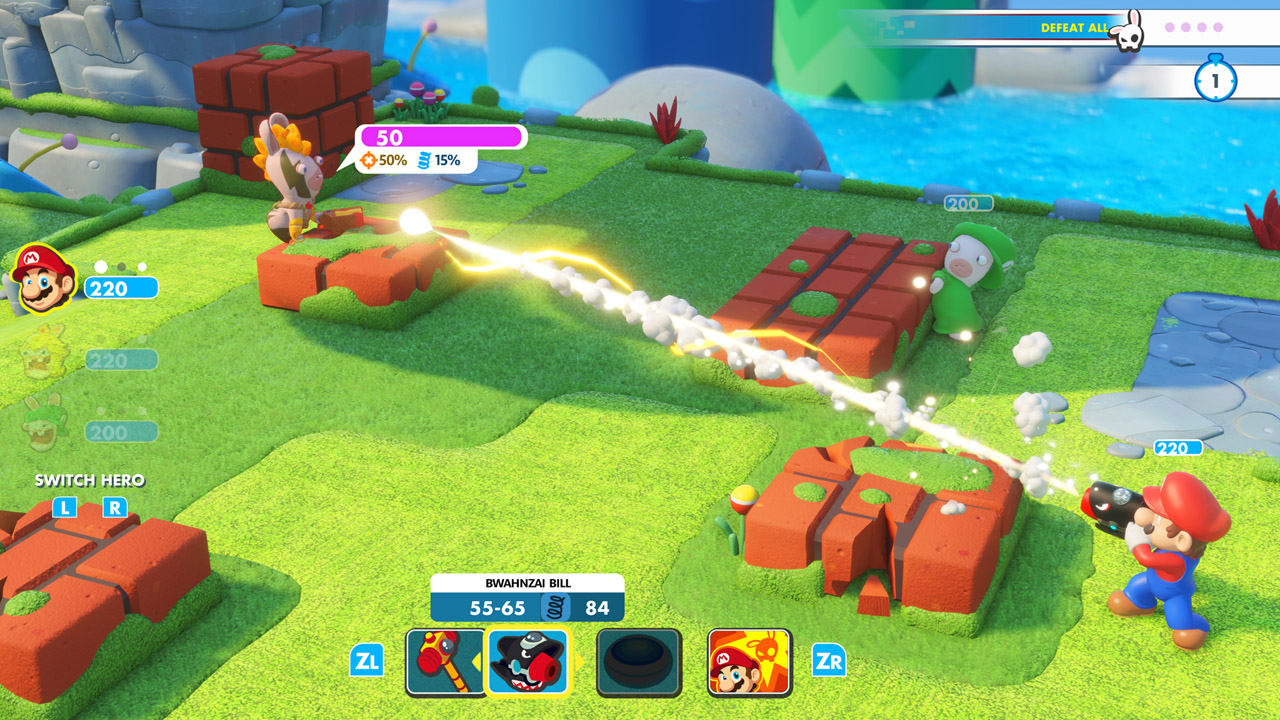 DEFEAT ALL
1
50
50% 15%
200
220
220
200
220
SWITCH HERO
L R
BWAHNZAI BILL
55-65 84
ZL ZR